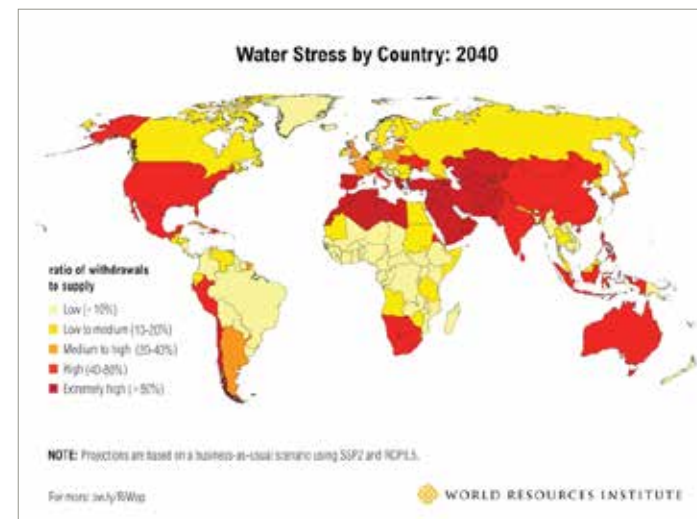 Water Stress by Country: 2040
ratio of withdrawals
to supply
Low (< 10%)
Low to medium (10-20%)
Medium to high (20-40%)
High (40-80%)
Extremely high (> 80%)
NOTE: Projections are based on a business-as-usual scenario using SSP2 and RCP8.5.
For more:
WORLD RESOURCES INSTITUTE